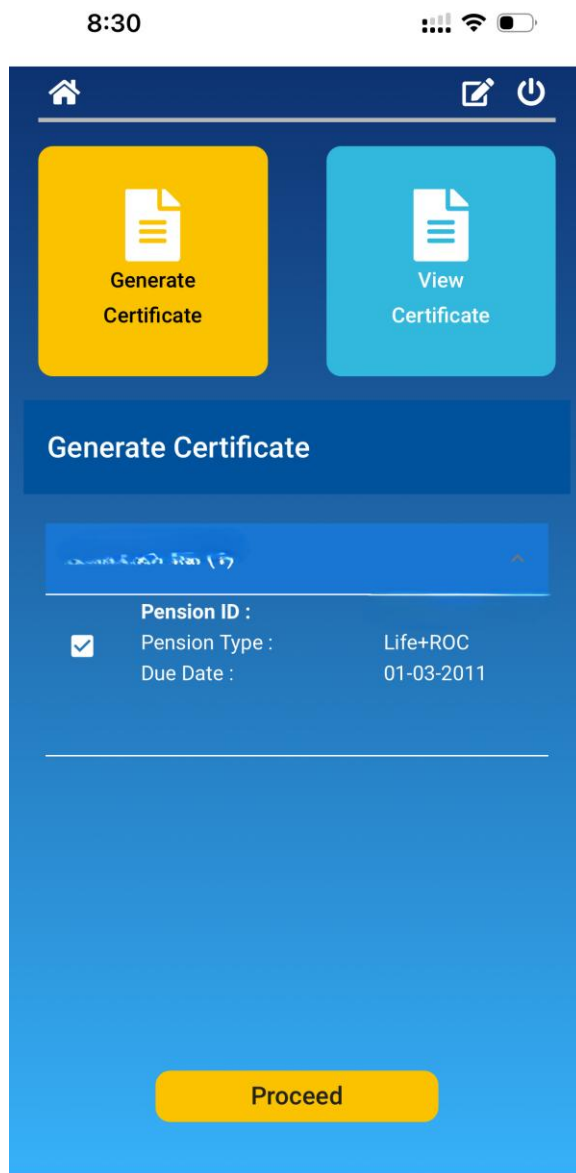 8:30
Generate
Certificate
View
Certificate
Generate Certificate
Pension ID :
Pension Type : Life+ROC
Due Date : 01-03-2011
Proceed